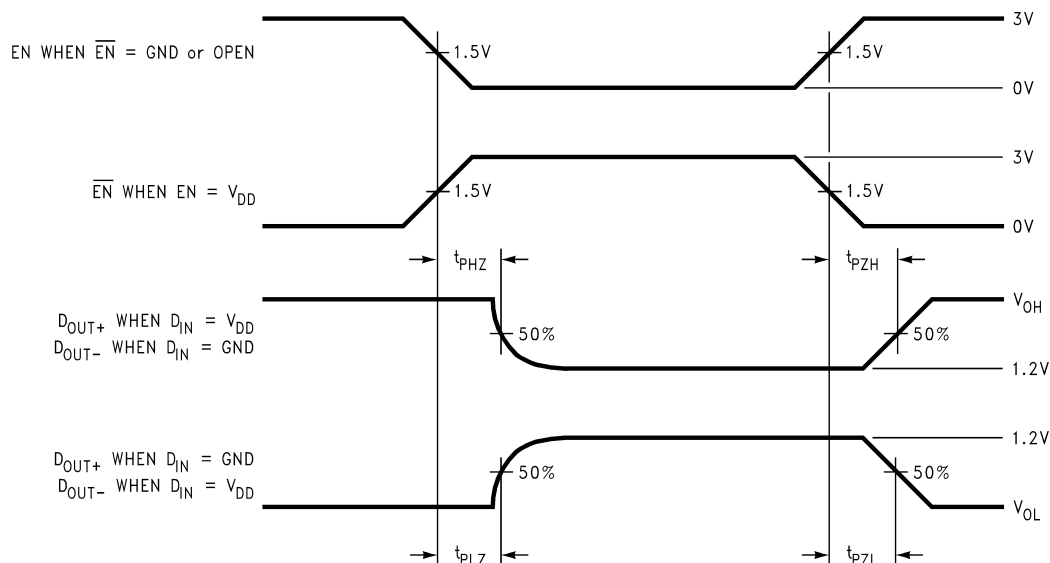 3V
EN WHEN E̅N̅ = GND or OPEN
1.5V
1.5V
0V
3V
E̅N̅ WHEN EN = VDD
1.5V
1.5V
0V
tPHZ
tPZH
VOH
DOUT+ WHEN DIN = VDD
DOUT− WHEN DIN = GND
50%
50%
1.2V
1.2V
DOUT+ WHEN DIN = GND
DOUT− WHEN DIN = VDD
50%
50%
VOL
tPLZ
tPZL